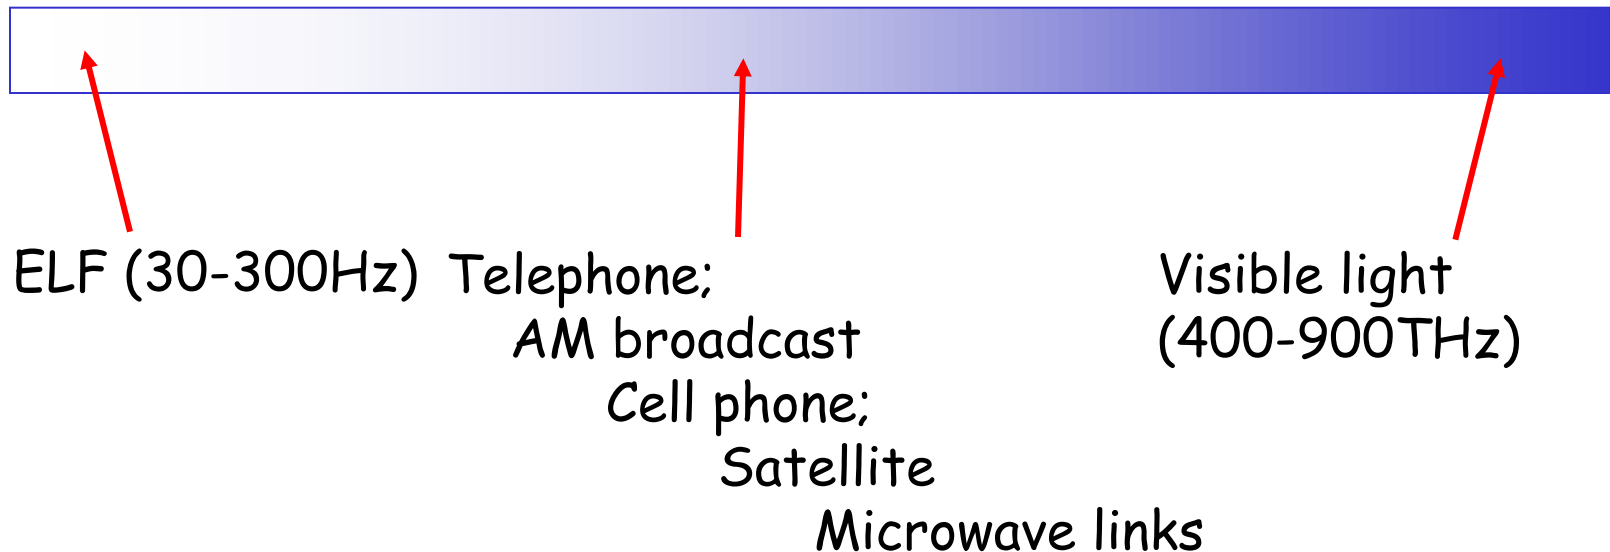 ELF (30-300Hz)
Telephone;
AM broadcast
Cell phone;
Satellite
Microwave links
Visible light
(400-900THz)